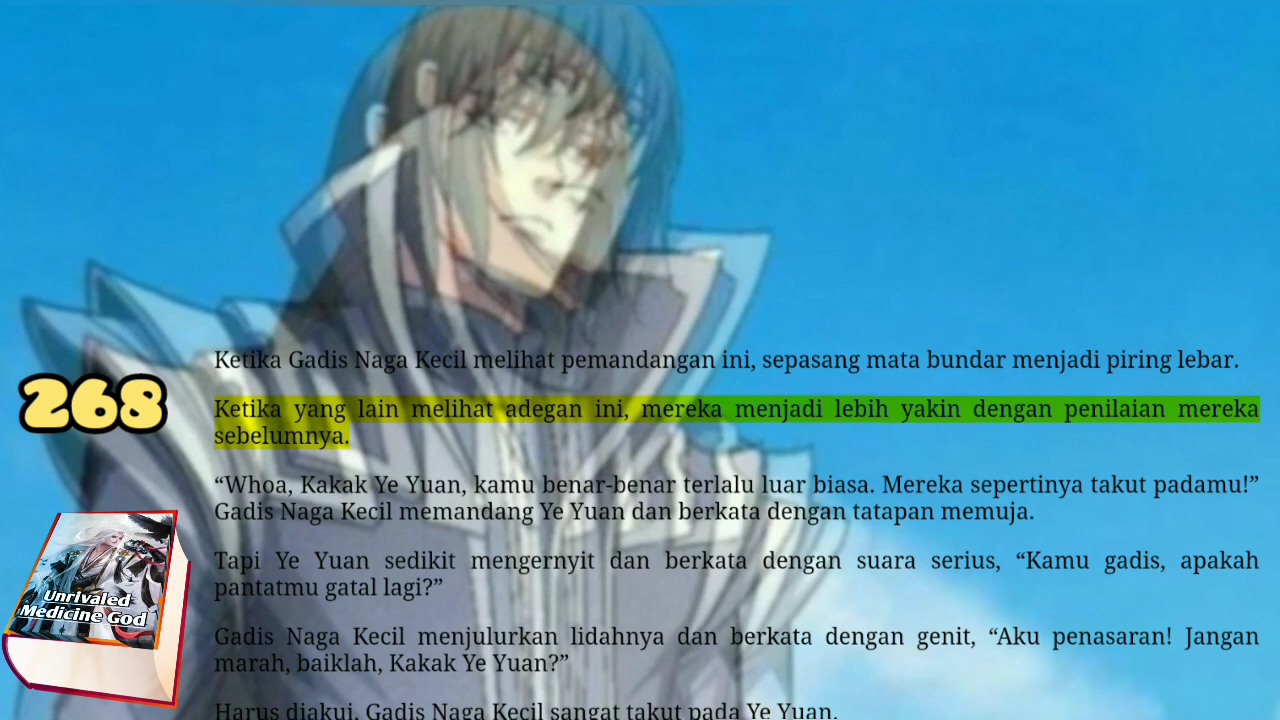 Ketika Gadis Naga Kecil melihat pemandangan ini, sepasang mata bundar menjadi piring lebar.
268
Ketika yang lain melihat adegan ini, mereka menjadi lebih yakin dengan penilaian mereka
sebelumnya.
“Whoa, Kakak Ye Yuan, kamu benar-benar terlalu luar biasa. Mereka sepertinya takut padamu!”
Gadis Naga Kecil memandang Ye Yuan dan berkata dengan tatapan memuja.
Tapi Ye Yuan sedikit mengernyit dan berkata dengan suara serius, “Kamu gadis, apakah
pantatmu gatal lagi?”
Unrivaled
Medicine God
Gadis Naga Kecil menjulurkan lidahnya dan berkata dengan genit, “Aku penasaran! Jangan
marah, baiklah, Kakak Ye Yuan?”
Harus diakui, Gadis Naga Kecil sangat takut pada Ye Yuan.